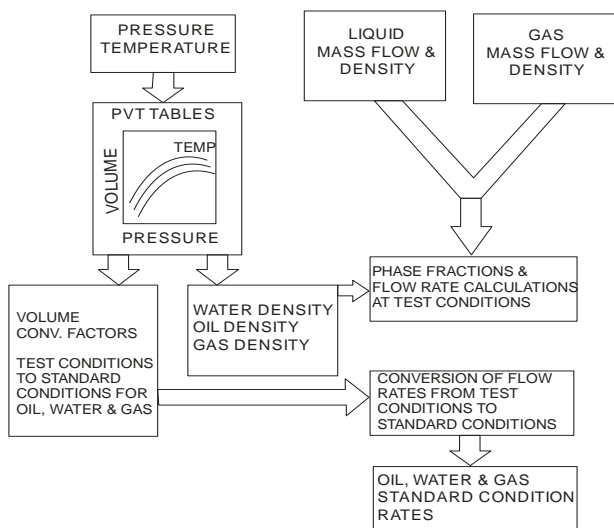 PRESSURE
TEMPERATURE
LIQUID
MASS FLOW &
DENSITY
GAS
MASS FLOW &
DENSITY
PVT TABLES
TEMP
VOLUME
PRESSURE
PHASE FRACTIONS &
FLOW RATE CALCULATIONS
AT TEST CONDITIONS
WATER DENSITY
OIL DENSITY
GAS DENSITY
VOLUME
CONV. FACTORS
TEST CONDITIONS
TO STANDARD
CONDITIONS FOR
OIL, WATER & GAS
CONVERSION OF FLOW
RATES FROM TEST
CONDITIONS TO
STANDARD CONDITIONS
OIL, WATER & GAS
STANDARD CONDITION
RATES